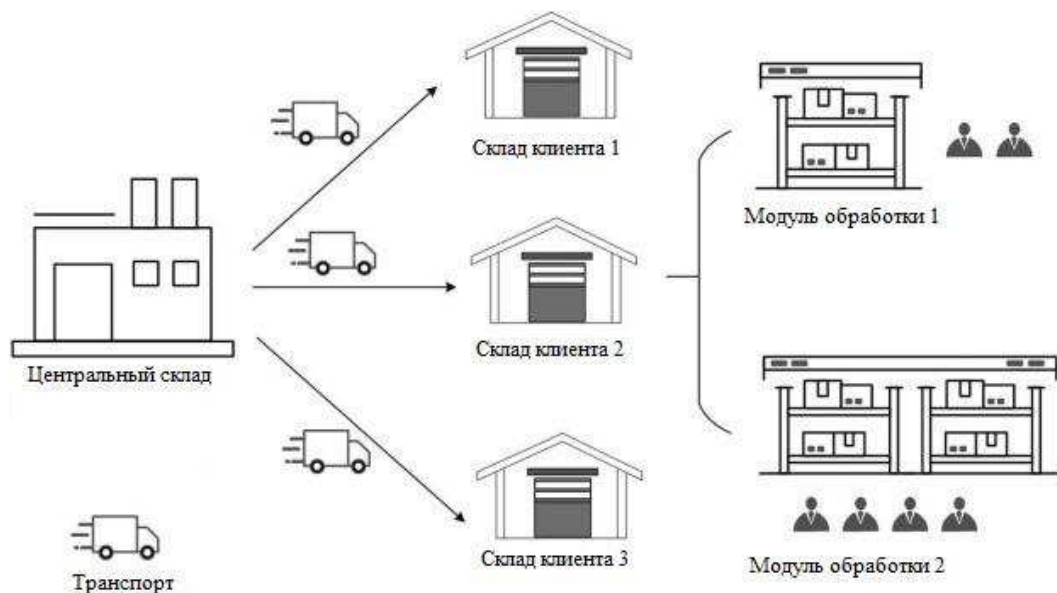 Склад клиента 1
Модуль обработки 1
Склад клиента 2
Центральный склад
Склад клиента 3
Модуль обработки 2
Транспорт